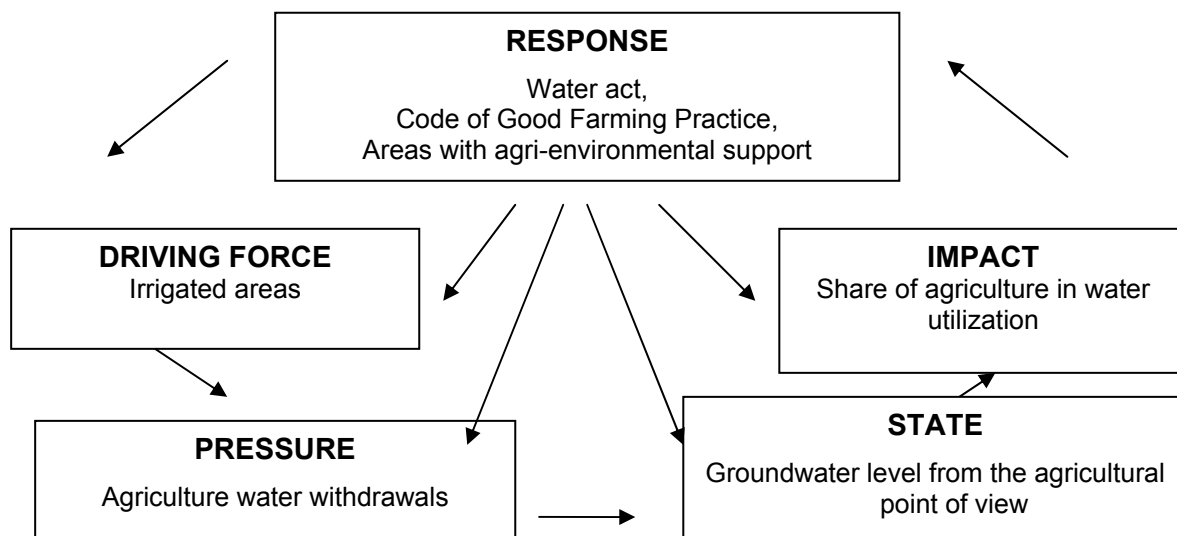 RESPONSE
Water act,
Code of Good Farming Practice,
Areas with agri-environmental support
DRIVING FORCE
Irrigated areas
IMPACT
Share of agriculture in water
utilization
PRESSURE
Agriculture water withdrawals
STATE
Groundwater level from the agricultural
point of view